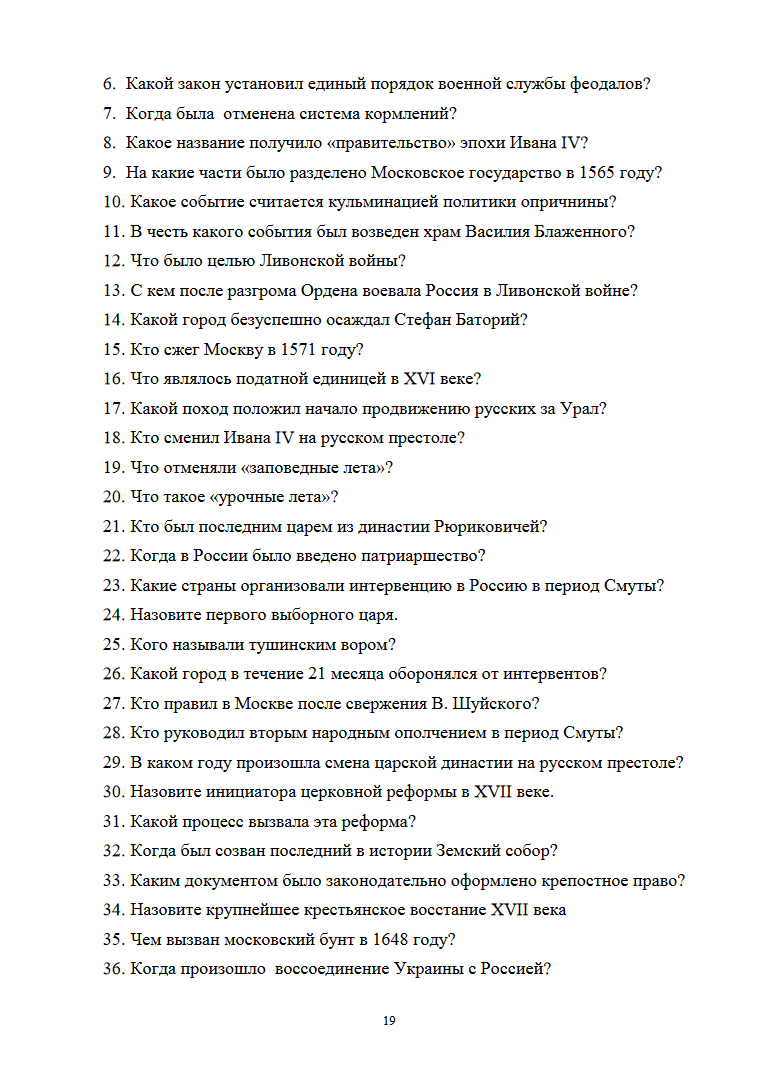 6. Какой закон установил единый порядок военной службы феодалов?
7. Когда была отменена система кормлений?
8. Какое название получило «правительство» эпохи Ивана IV?
9. На какие части было разделено Московское государство в 1565 году?
10. Какое событие считается кульминацией политики опричнины?
11. В честь какого события был возведен храм Василия Блаженного?
12. Что было целью Ливонской войны?
13. С кем после разгрома Ордена воевала Россия в Ливонской войне?
14. Какой город безуспешно осаждал Стефан Баторий?
15. Кто сжег Москву в 1571 году?
16. Что являлось податной единицей в XVI веке?
17. Какой поход положил начало продвижению русских за Урал?
18. Кто сменил Ивана IV на русском престоле?
19. Что отменяли «заповедные лета»?
20. Что такое «урочные лета»?
21. Кто был последним царем из династии Рюриковичей?
22. Когда в России было введено патриаршество?
23. Какие страны организовали интервенцию в Россию в период Смуты?
24. Назовите первого выборного царя.
25. Кого называли тушинским вором?
26. Какой город в течение 21 месяца оборонялся от интервентов?
27. Кто правил в Москве после свержения В. Шуйского?
28. Кто руководил вторым народным ополчением в период Смуты?
29. В каком году произошла смена царской династии на русском престоле?
30. Назовите инициатора церковной реформы в XVII веке.
31. Какой процесс вызвала эта реформа?
32. Когда был созван последний в истории Земский собор?
33. Каким документом было законодательно оформлено крепостное право?
34. Назовите крупнейшее крестьянское восстание XVII века
35. Чем вызван московский бунт в 1648 году?
36. Когда произошло воссоединение Украины с Россией?
19